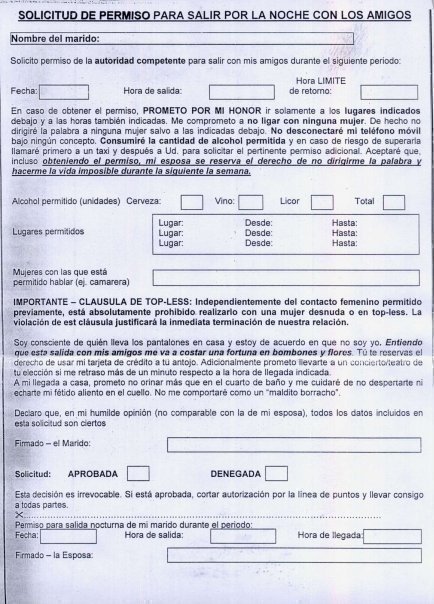 SOLICITUD DE PERMISO PARA SALIR POR LA NOCHE CON LOS AMIGOS
Nombre del marido:
Solicito permiso de la autoridad competente para salir con mis amigos durante el siguiente periodo:
Fecha: Hora de salida: Hora LIMITE de retorno:
En caso de obtener el permiso, PROMETO POR MI HONOR ir solamente a los lugares indicados
debajo y a las horas también indicadas. Me comprometo a no ligar con ninguna mujer. De hecho no
dirigiré la palabra a ninguna mujer salvo a las indicadas debajo. No desconectaré mi teléfono móvil
bajo ningún concepto. Consumiré la cantidad de alcohol permitida y en caso de riesgo de superarla
llamaré primero a un taxi y después a Ud. para solicitar el pertinente permiso adicional. Aceptaré que,
incluso obteniendo el permiso, mi esposa se reserva el derecho de no dirigirme la palabra y
hacerme la vida imposible durante la siguiente la semana.
Alcohol permitido (unidades) Cerveza: Vino: Licor Total
Lugares permitidos
Lugar: Desde: Hasta:
Lugar: Desde: Hasta:
Lugar: Desde: Hasta:
Mujeres con las que está
permitido hablar (ej. camarera)
IMPORTANTE – CLAUSULA DE TOP-LESS: Independientemente del contacto femenino permitido
previamente, está absolutamente prohibido realizarlo con una mujer desnuda o en top-less. La
violación de este cláusula justificará la inmediata terminación de nuestra relación.
Soy consciente de quién lleva los pantalones en casa y estoy de acuerdo en que no soy yo. Entiendo
que esta salida con mis amigos me va a costar una fortuna en bombones y flores. Tú te reservas el
derecho de usar mi tarjeta de crédito a tú antojo. Adicionalmente prometo llevarte a un concierto/teatro de
tu elección si me retraso más de un minuto respecto a la hora de llegada indicada.
A mi llegada a casa, prometo no orinar más que en el cuarto de baño y me cuidaré de no despertarte ni
echarte mi fétido aliento en el cuello. No me comportaré como un “maldito borracho”.
Declaro que, en mi humilde opinión (no comparable con la de mi esposa), todos los datos incluidos en
esta solicitud son ciertos
Firmado – el Marido:
Solicitud: APROBADA DENEGADA
Esta decisión es irrevocable. Si está aprobada, cortar autorización por la línea de puntos y llevar consigo
a todas partes.
Permiso para salida nocturna de mi marido durante el periodo:
Fecha: Hora de salida: Hora de llegada:
Firmado – la Esposa: